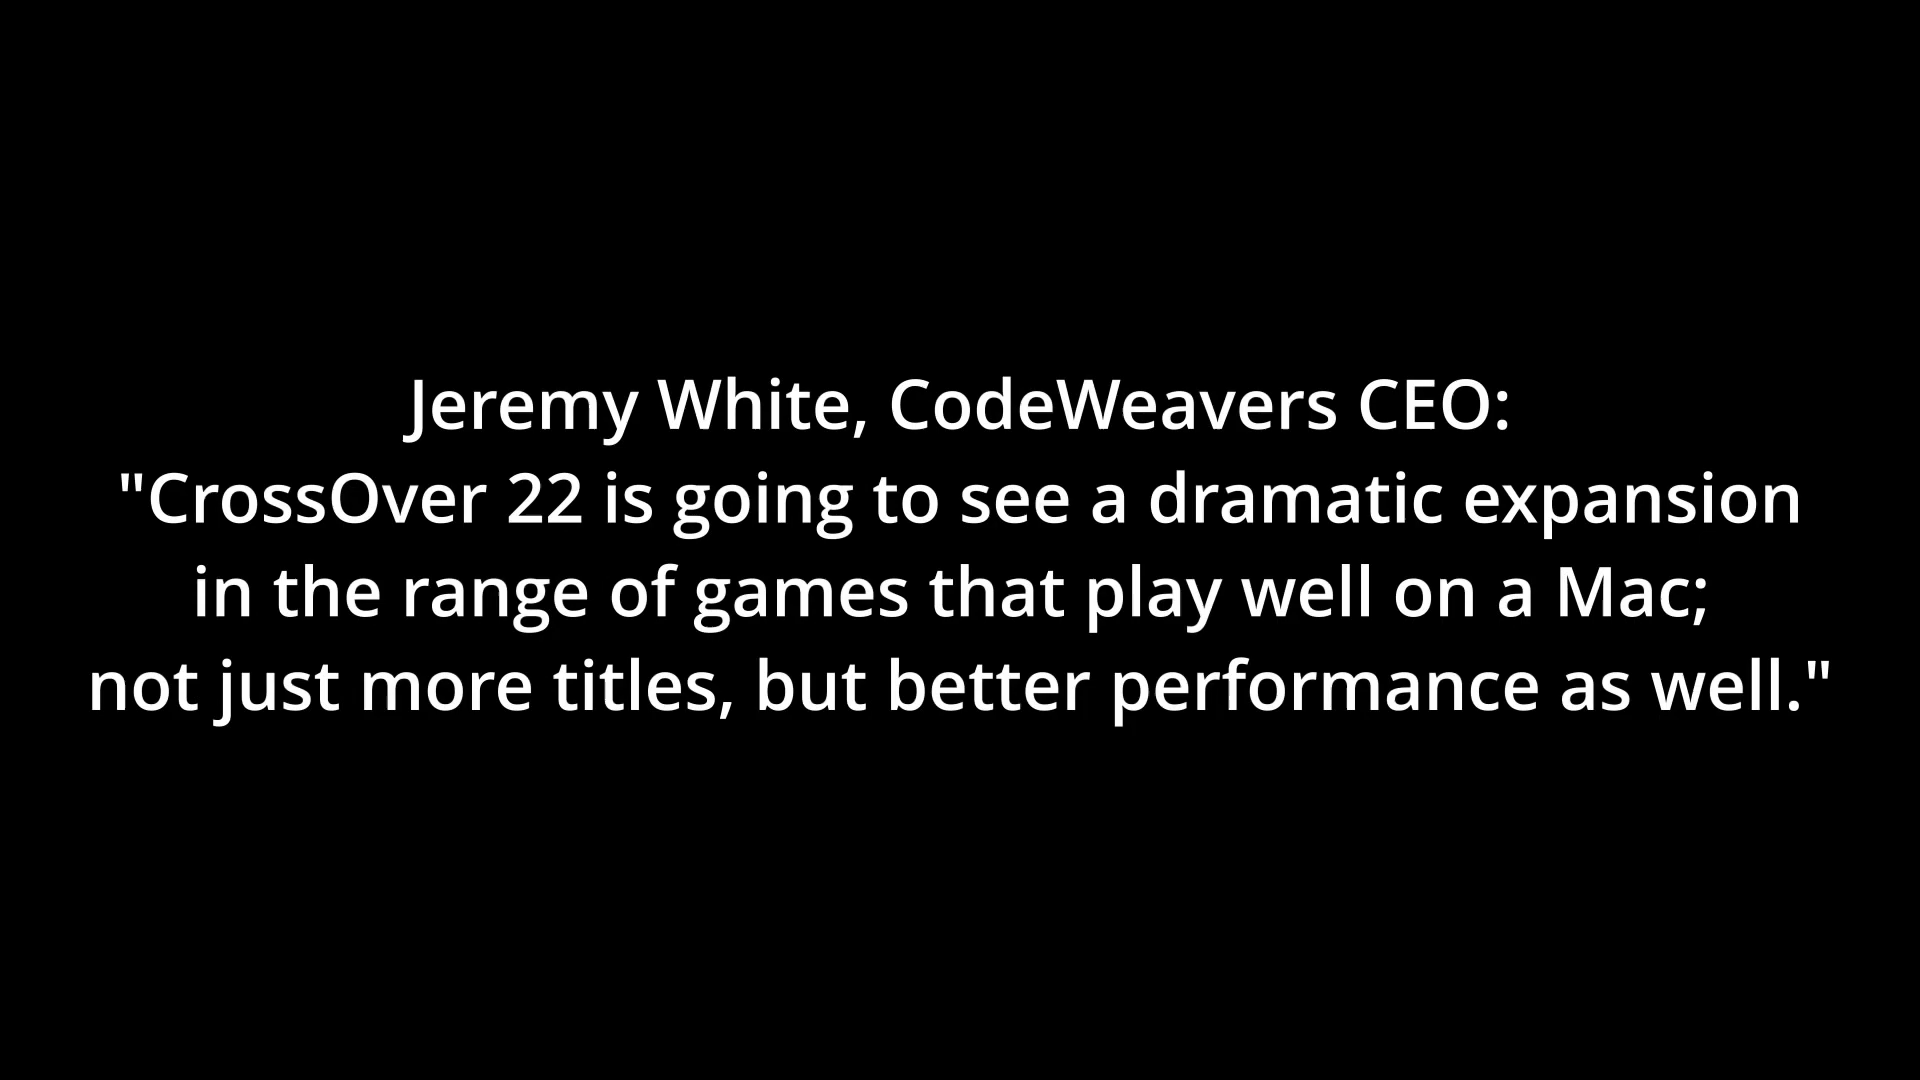 Jeremy White, CodeWeavers CEO:
"CrossOver 22 is going to see a dramatic expansion
in the range of games that play well on a Mac;
not just more titles, but better performance as well."